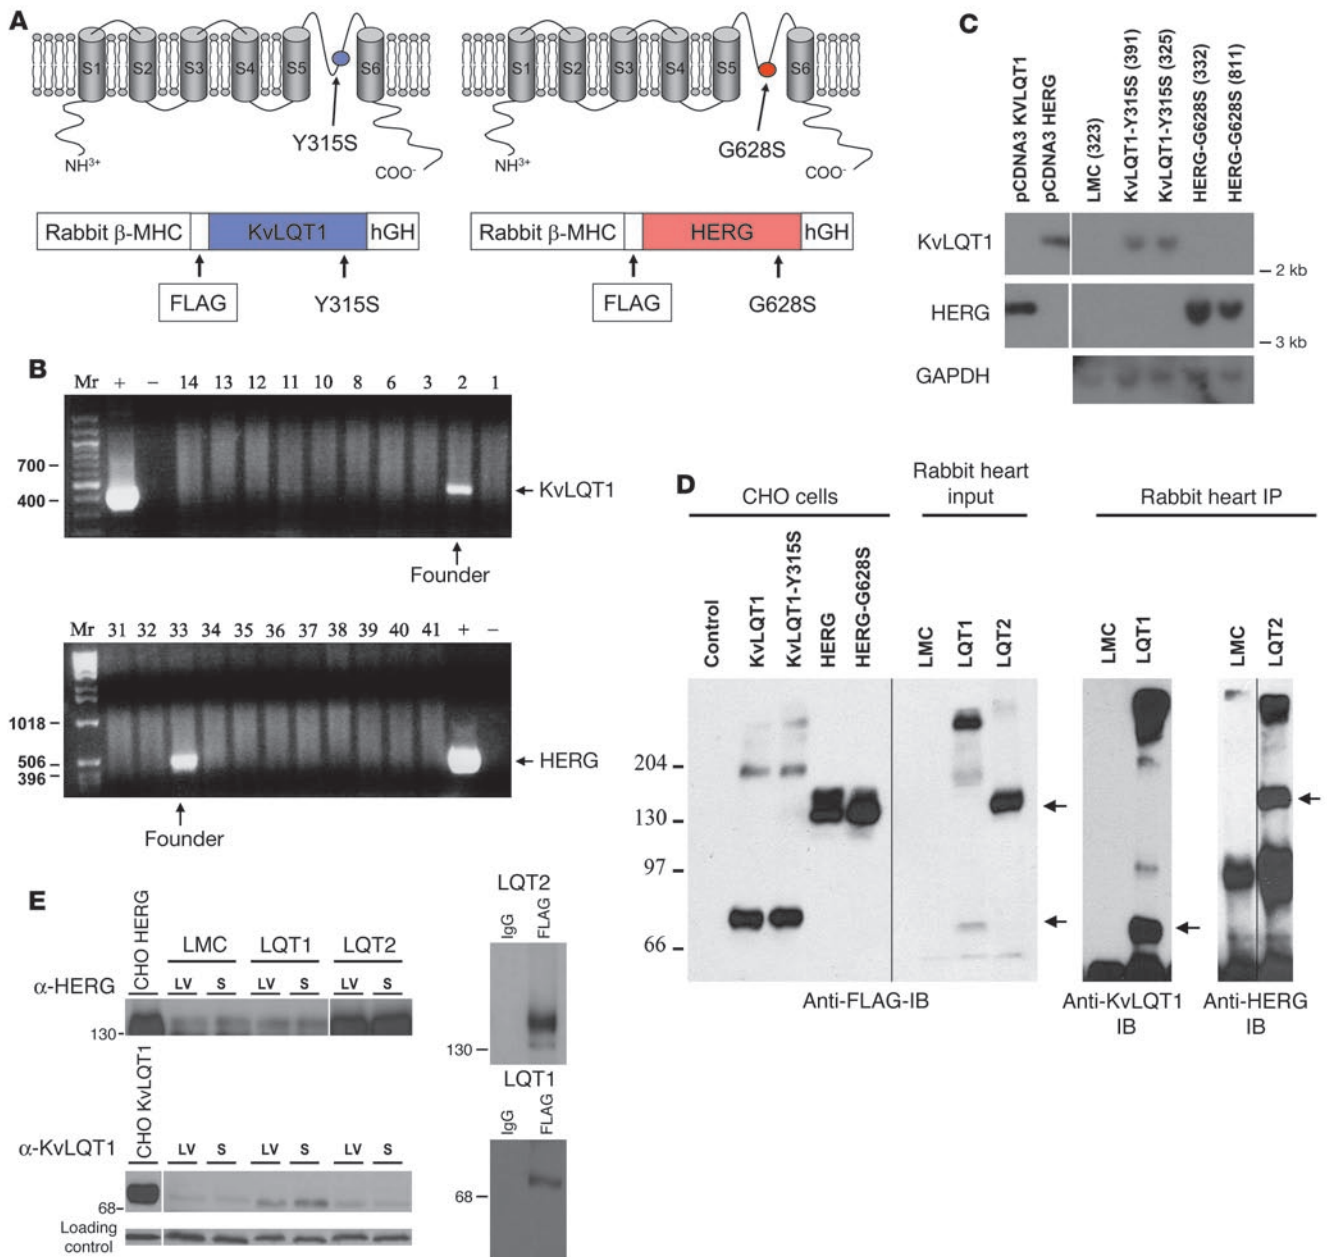 A
S1 S2 S3 S4 S5 S6
Y315S
NH3+
COO-
S1 S2 S3 S4 S5 S6
G628S
NH3+
COO-
Rabbit β-MHC KvLQT1 hGH
FLAG
Y315S
Rabbit β-MHC HERG hGH
FLAG
G628S
B
Mr + – 14 13 12 11 10 8 6 3 2 1
700
400
KvLQT1
Founder
Mr 31 32 33 34 35 36 37 38 39 40 41 + –
1018
506
396
HERG
Founder
C
pCDNA3 KVLQT1
pCDNA3 HERG
LMC (323)
KvLQT1-Y315S (391)
KvLQT1-Y315S (325)
HERG-G628S (332)
HERG-G628S (811)
KvLQT1
2 kb
HERG
3 kb
GAPDH
D
CHO cells
Rabbit heart
input
Rabbit heart IP
Control
KvLQT1
KvLQT1-Y315S
HERG
HERG-G628S
LMC
LQT1
LQT2
LMC
LQT1
LMC
LQT2
204
130
97
66
Anti-FLAG-IB
Anti-KvLQT1
IB
Anti-HERG
IB
E
CHO HERG
LMC LQT1 LQT2
α-HERG
LV S LV S LV S
130
CHO KvLQT1
α-KvLQT1
LV S LV S LV S
68
Loading
control
LQT2
IgG
FLAG
130
LQT1
IgG
FLAG
68